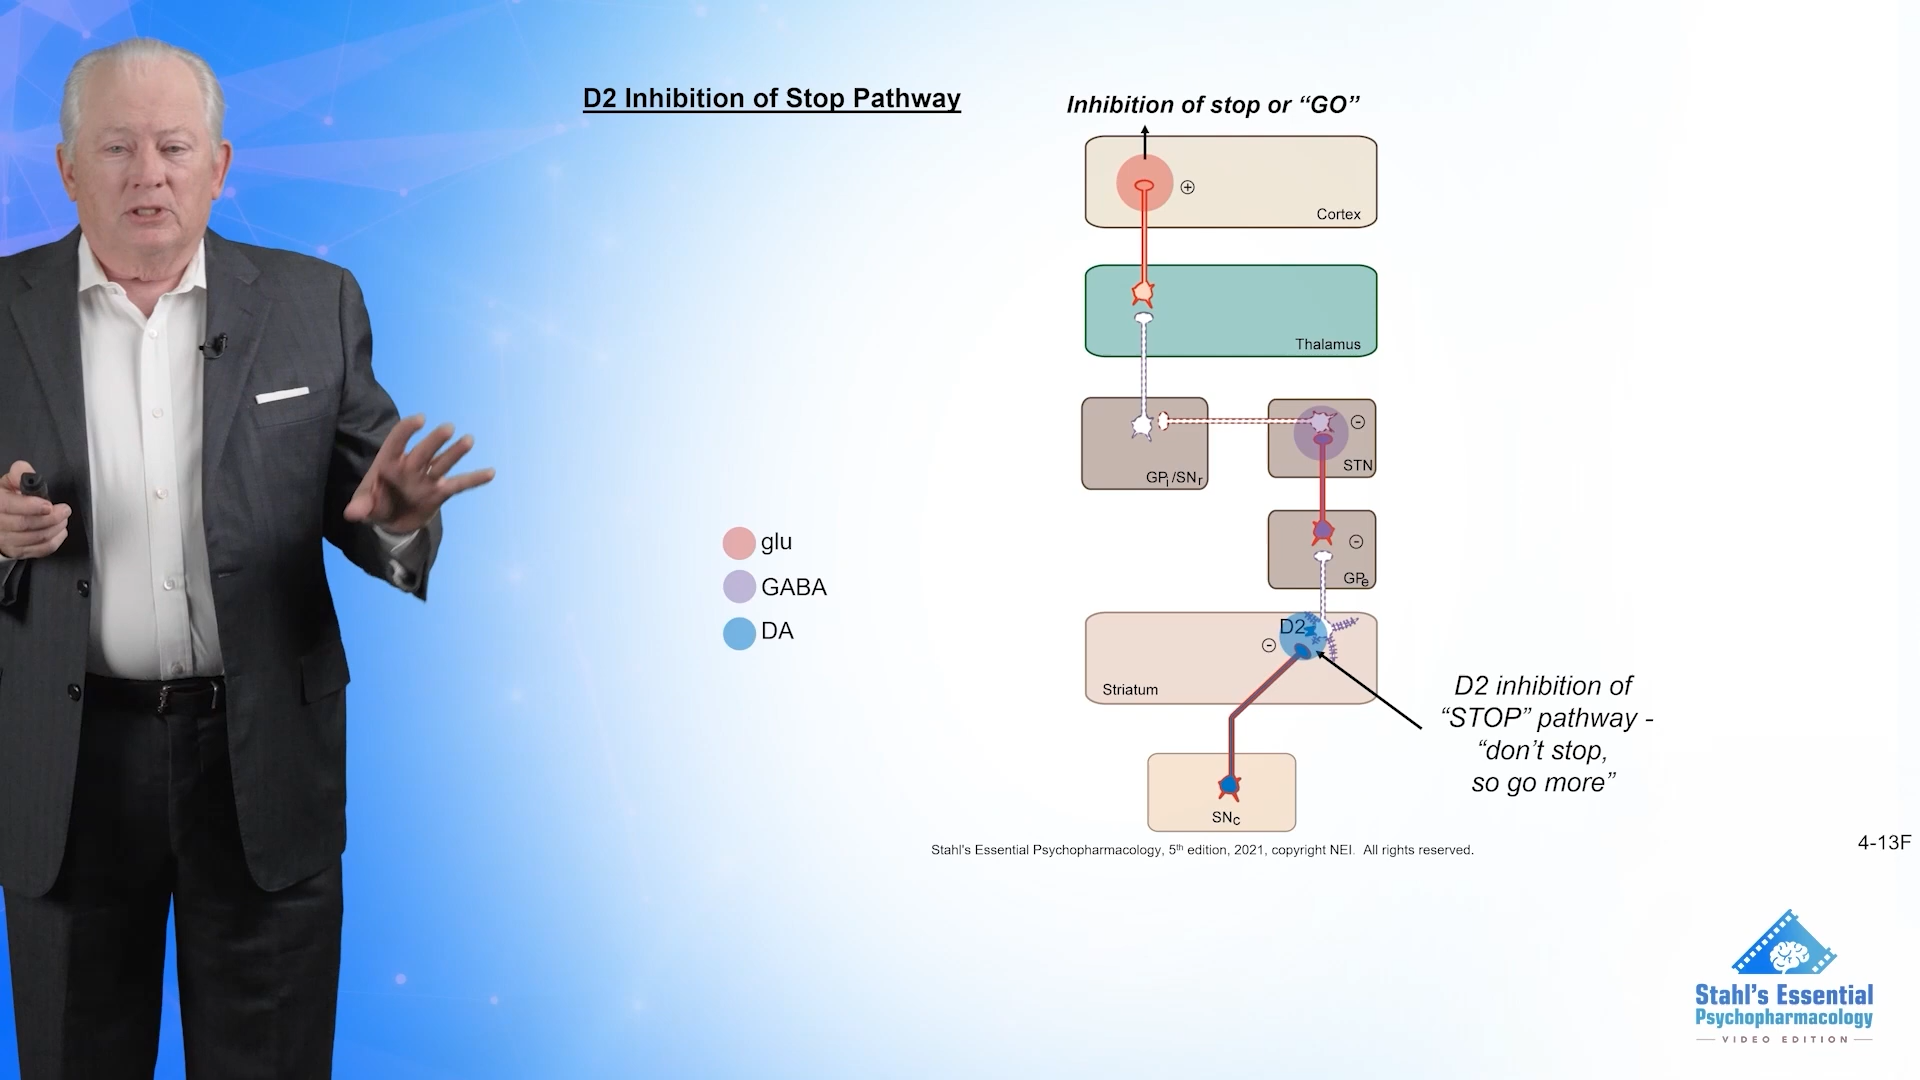 D2 Inhibition of Stop Pathway
Inhibition of stop or “GO”
+
Cortex
Thalamus
GPi/SNr
−
STN
−
GPe
glu
GABA
DA
D2
−
Striatum
D2 inhibition of
“STOP” pathway -
“don’t stop,
so go more”
SNc
Stahl's Essential Psychopharmacology, 5th edition, 2021, copyright NEI. All rights reserved.
4-13F
Stahl’s Essential
Psychopharmacology
VIDEO EDITION